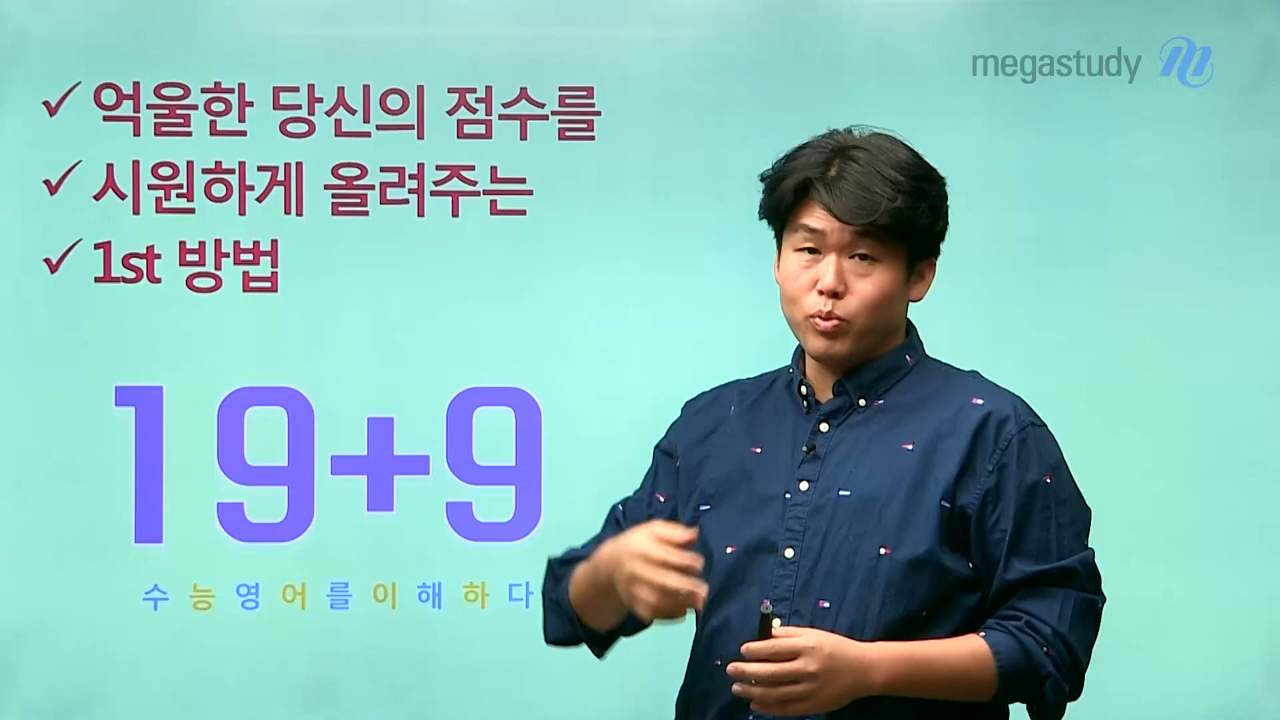 megastudy
✓ 억울한 당신의 점수를
✓ 시원하게 올려주는
✓ 1st 방법
19+9
수능영어를이해하다